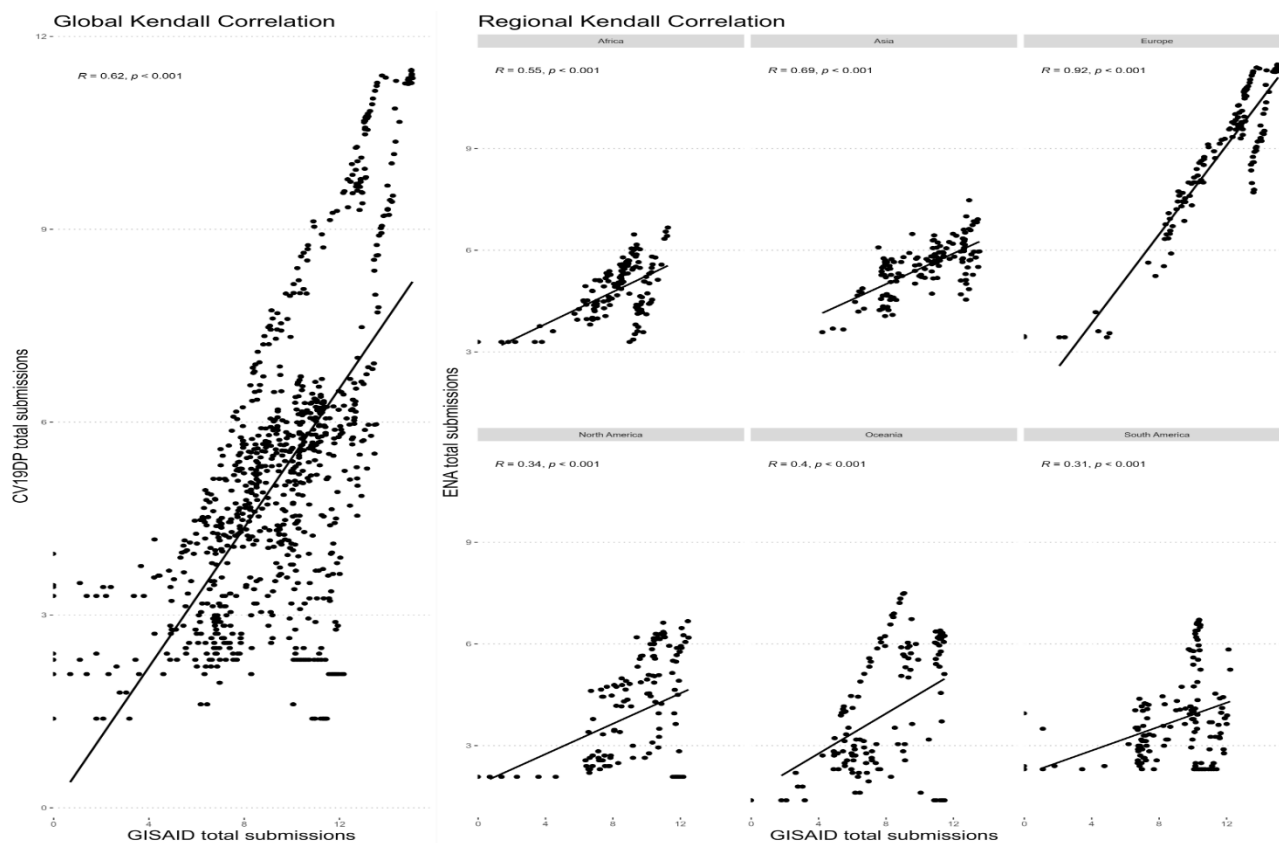 Global Kendall Correlation
12
9
6
3
0
R = 0.62, p < 0.001
CV19DP total submissions
0 4 8 12
GISAID total submissions
Regional Kendall Correlation
Africa Asia Europe
R = 0.55, p < 0.001 R = 0.69, p < 0.001 R = 0.92, p < 0.001
9
6
3
North America Oceania South America
R = 0.34, p < 0.001 R = 0.4, p < 0.001 R = 0.31, p < 0.001
9
6
3
ENA total submissions
0 4 8 12 0 4 8 12 0 4 8 12
GISAID total submissions